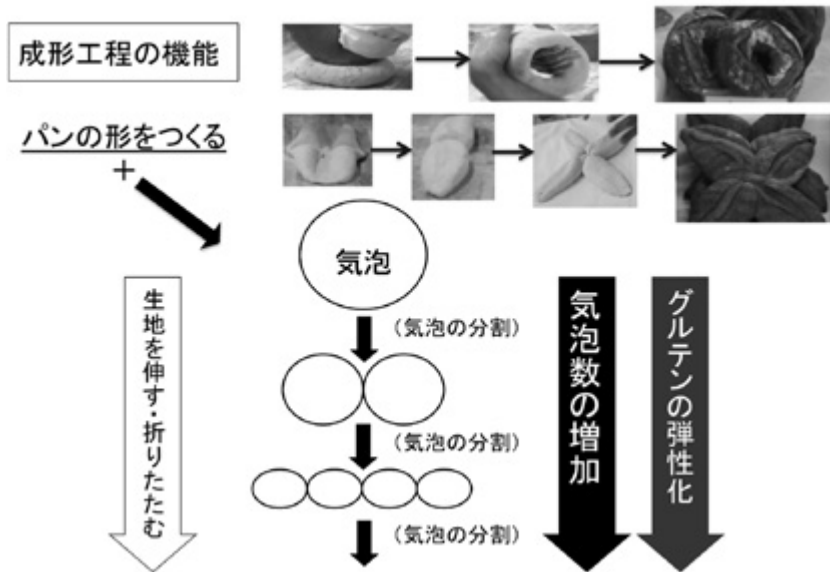 成形工程の機能
パンの形をつくる
+
気泡
(気泡の分割)
(気泡の分割)
(気泡の分割)
生地を伸す・折りたたむ
気泡数の増加
グルテンの弾性化